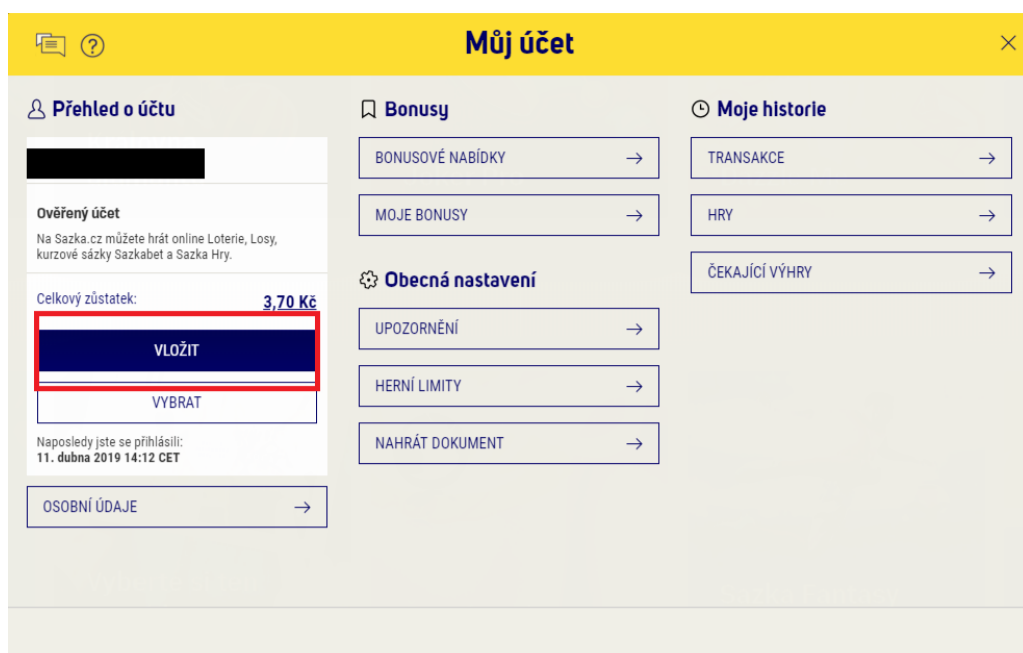 Můj účet
Přehled o účtu
Ověřený účet
Na Sazka.cz můžete hrát online Loterie, Losy,
kurzové sázky Sazkabet a Sazka Hry.
Celkový zůstatek: 3,70 Kč
VLOŽIT
VYBRAT
Naposledy jste se přihlásili:
11. dubna 2019 14:12 CET
OSOBNÍ ÚDAJE
Bonusy
BONUSOVÉ NABÍDKY
MOJE BONUSY
Obecná nastavení
UPOZORNĚNÍ
HERNÍ LIMITY
NAHRÁT DOKUMENT
Moje historie
TRANSAKCE
HRY
ČEKAJÍCÍ VÝHRY